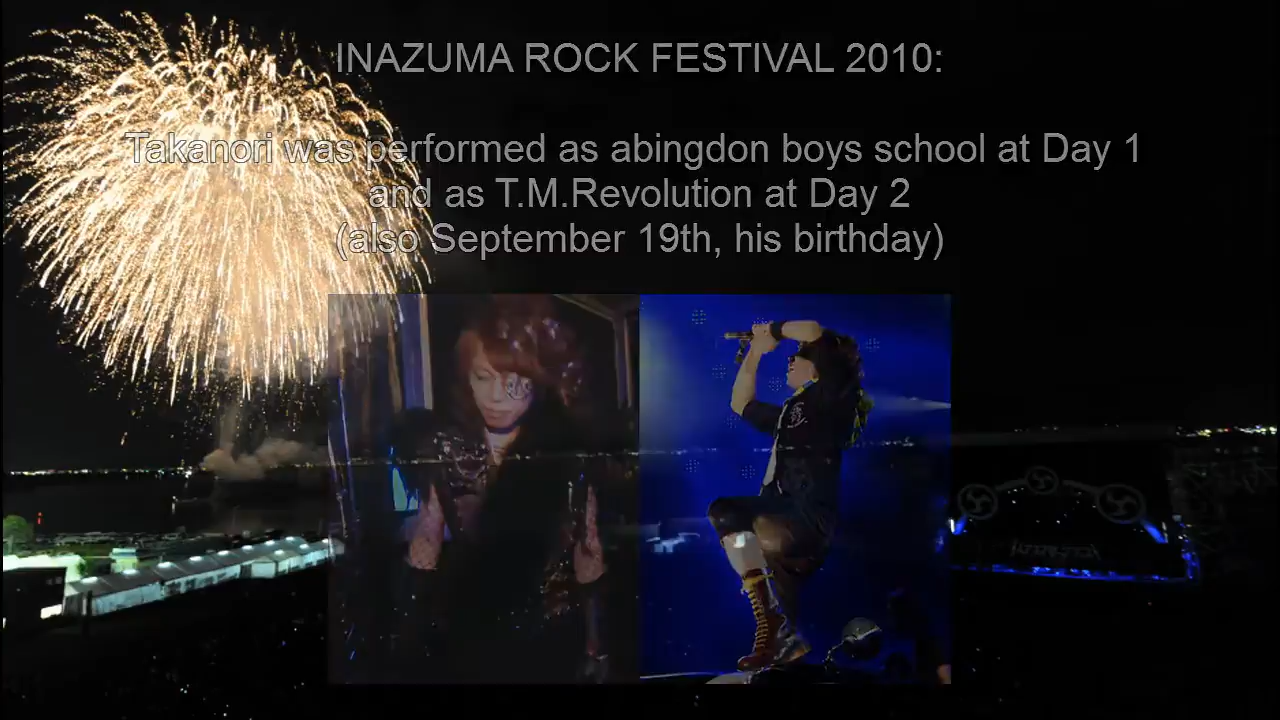 INAZUMA ROCK FESTIVAL 2010:
Takanori was performed as abingdon boys school at Day 1
and as T.M.Revolution at Day 2
(also September 19th, his birthday)